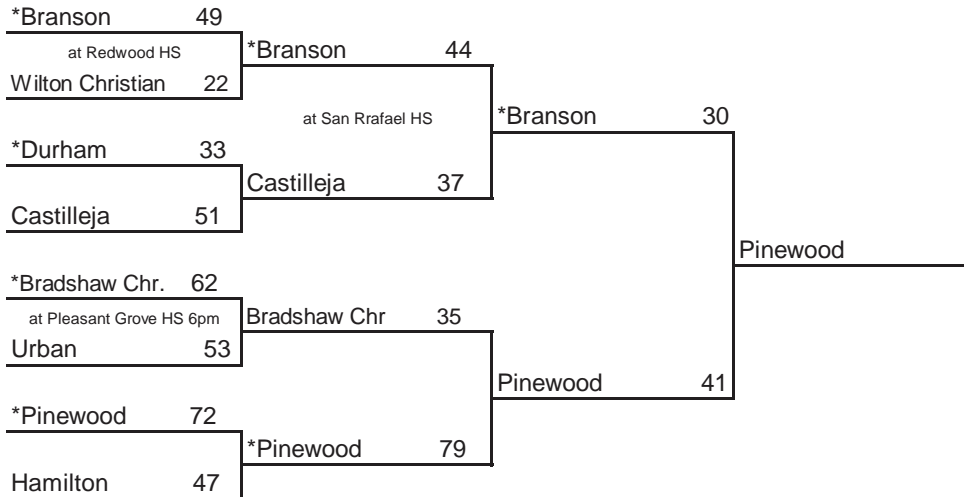 *Branson 49
at Redwood HS
Wilton Christian 22
*Branson 44
at San Rrafael HS
*Durham 33
Castilleja 51
Castilleja 37
*Branson 30
*Bradshaw Chr. 62
at Pleasant Grove HS 6pm
Urban 53
Bradshaw Chr 35
*Pinewood 72
Hamilton 47
*Pinewood 79
Pinewood 41
Pinewood